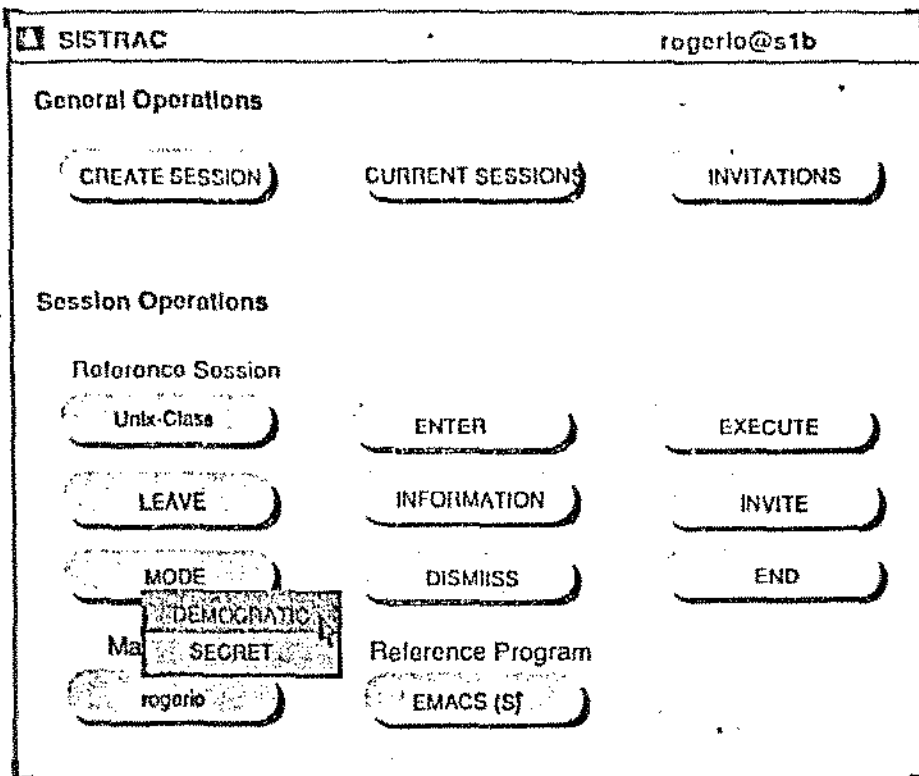 SISTRAC rogerio@s1b
General Operations
CREATE SESSION CURRENT SESSIONS INVITATIONS
Session Operations
Reference Session
Unix-Class ENTER EXECUTE
LEAVE INFORMATION INVITE
MODE DISMIISS END
DEMOCRATIC
Ma SECRET Reference Program
rogerio EMACS (S)